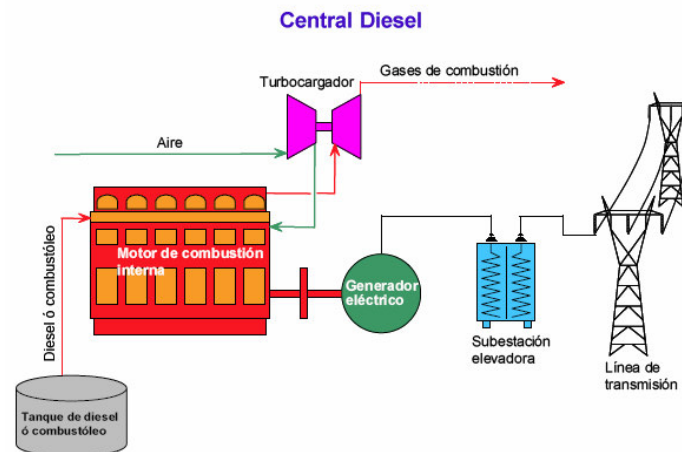 Central Diesel
Gases de combustión
Turbocargador
Aire
Motor de combustión
interna
Generador
eléctrico
Diesel ó combustóleo
Subestación
elevadora
Línea de
transmisión
Tanque de diesel
ó combustóleo